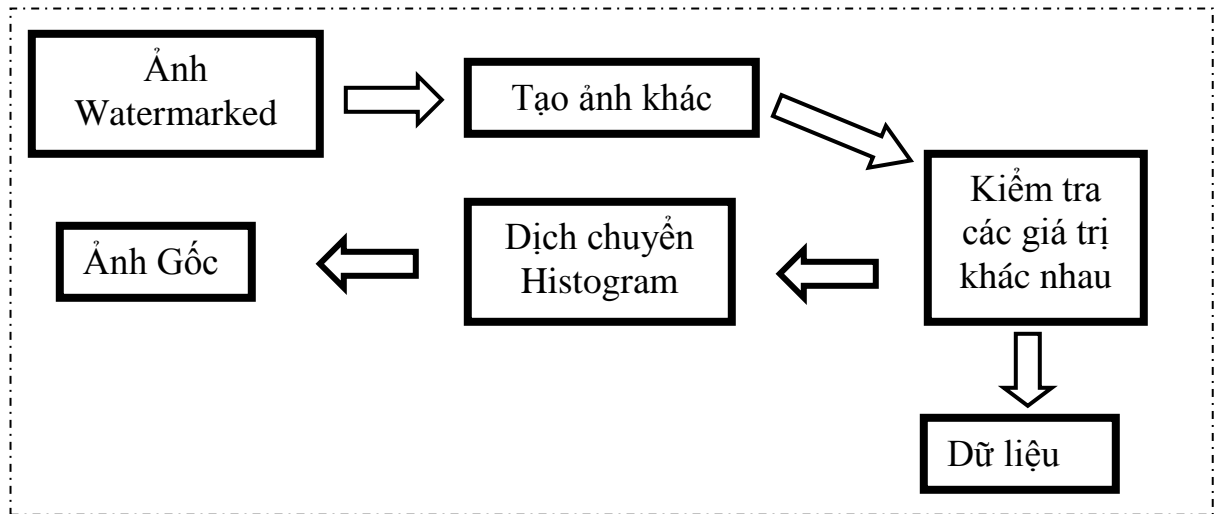 Ảnh
Watermarked
Tạo ảnh khác
Kiểm tra
các giá trị
khác nhau
Dịch chuyển
Histogram
Ảnh Gốc
Dữ liệu